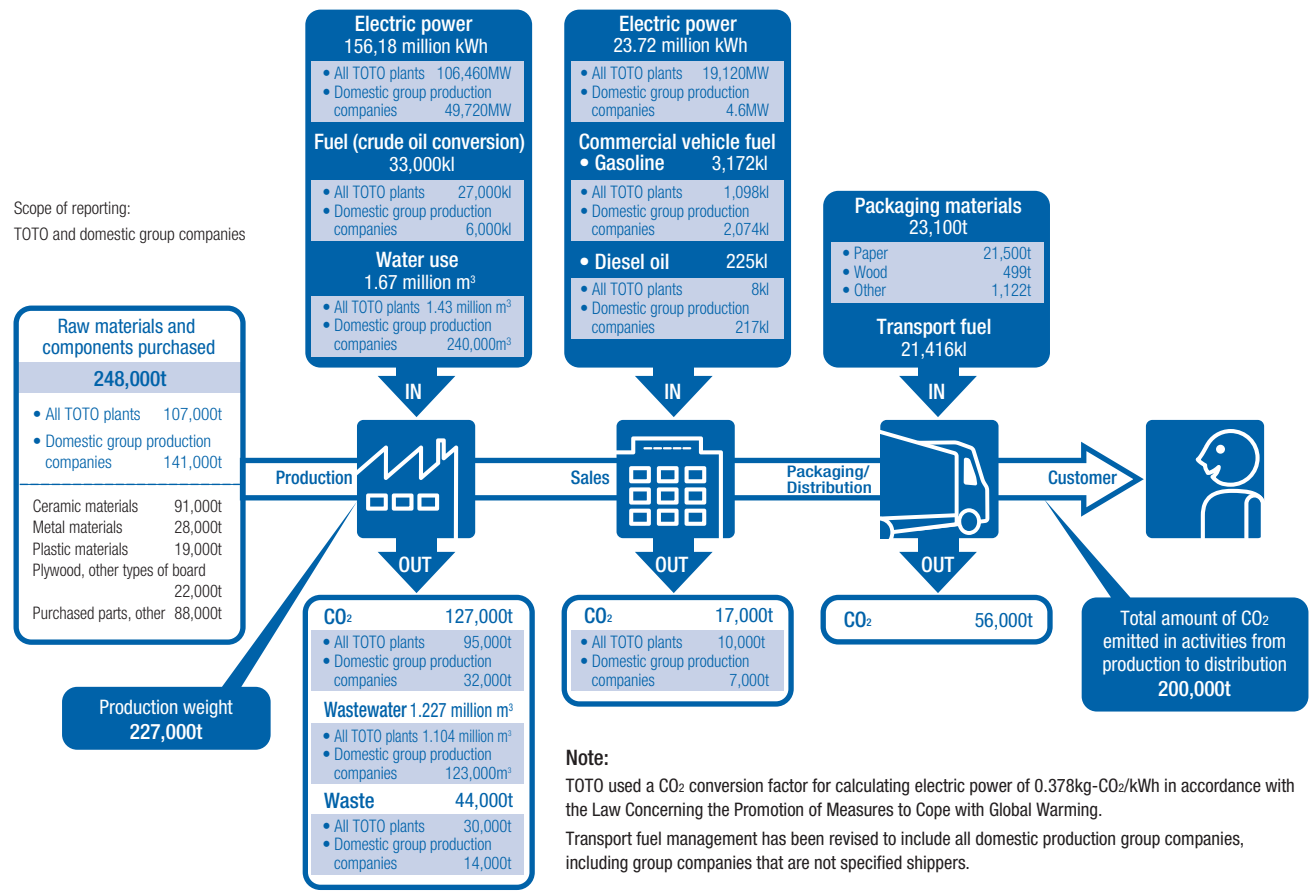 Scope of reporting:
TOTO and domestic group companies
Raw materials and
components purchased
248,000t
• All TOTO plants 107,000t
• Domestic group production
companies 141,000t
Ceramic materials 91,000t
Metal materials 28,000t
Plastic materials 19,000t
Plywood, other types of board
22,000t
Purchased parts, other 88,000t
Electric power
156,18 million kWh
• All TOTO plants 106,460MW
• Domestic group production
companies 49,720MW
Fuel (crude oil conversion)
33,000kl
• All TOTO plants 27,000kl
• Domestic group production
companies 6,000kl
Water use
1.67 million m³
• All TOTO plants 1.43 million m³
• Domestic group production
companies 240,000m³
IN
Electric power
23.72 million kWh
• All TOTO plants 19,120MW
• Domestic group production
companies 4.6MW
Commercial vehicle fuel
• Gasoline 3,172kl
• All TOTO plants 1,098kl
• Domestic group production
companies 2,074kl
• Diesel oil 225kl
• All TOTO plants 8kl
• Domestic group production
companies 217kl
IN
Packaging materials
23,100t
• Paper 21,500t
• Wood 499t
• Other 1,122t
Transport fuel
21,416kl
IN
Production
Sales
Packaging/
Distribution
Customer
OUT
OUT
OUT
Production weight
227,000t
CO₂ 127,000t
• All TOTO plants 95,000t
• Domestic group production
companies 32,000t
Wastewater 1.227 million m³
• All TOTO plants 1.104 million m³
• Domestic group production
companies 123,000m³
Waste 44,000t
• All TOTO plants 30,000t
• Domestic group production
companies 14,000t
CO₂ 17,000t
• All TOTO plants 10,000t
• Domestic group production
companies 7,000t
CO₂ 56,000t
Total amount of CO₂
emitted in activities from
production to distribution
200,000t
Note:
TOTO used a CO₂ conversion factor for calculating electric power of 0.378kg-CO₂/kWh in accordance with
the Law Concerning the Promotion of Measures to Cope with Global Warming.
Transport fuel management has been revised to include all domestic production group companies,
including group companies that are not specified shippers.